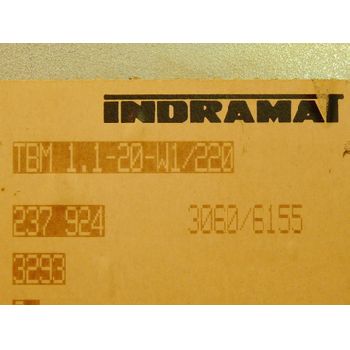 INDRAMAT
TBM 1.1-20-W1/220
237 924 3060/6155
3293